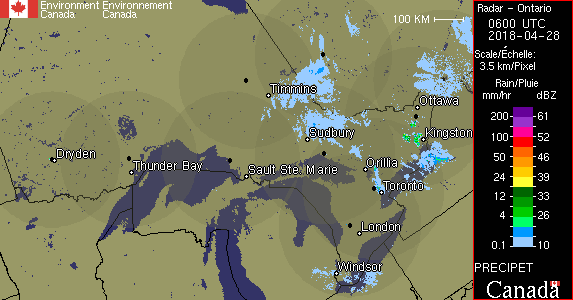 Environment Environnement
Canada Canada
100 KM
Timmins
Ottawa
Sudbury
Kingston
Dryden
Thunder Bay
Sault Ste. Marie
Orillia
Toronto
London
Windsor
Radar - Ontario
0600 UTC
2018-04-28
Scale/Échelle:
3.5 km/Pixel
Rain/Pluie
mm/hr dBZ
200 61
100 52
50 46
24 39
12 33
4 26
0.1 10
PRECIPET
Canada